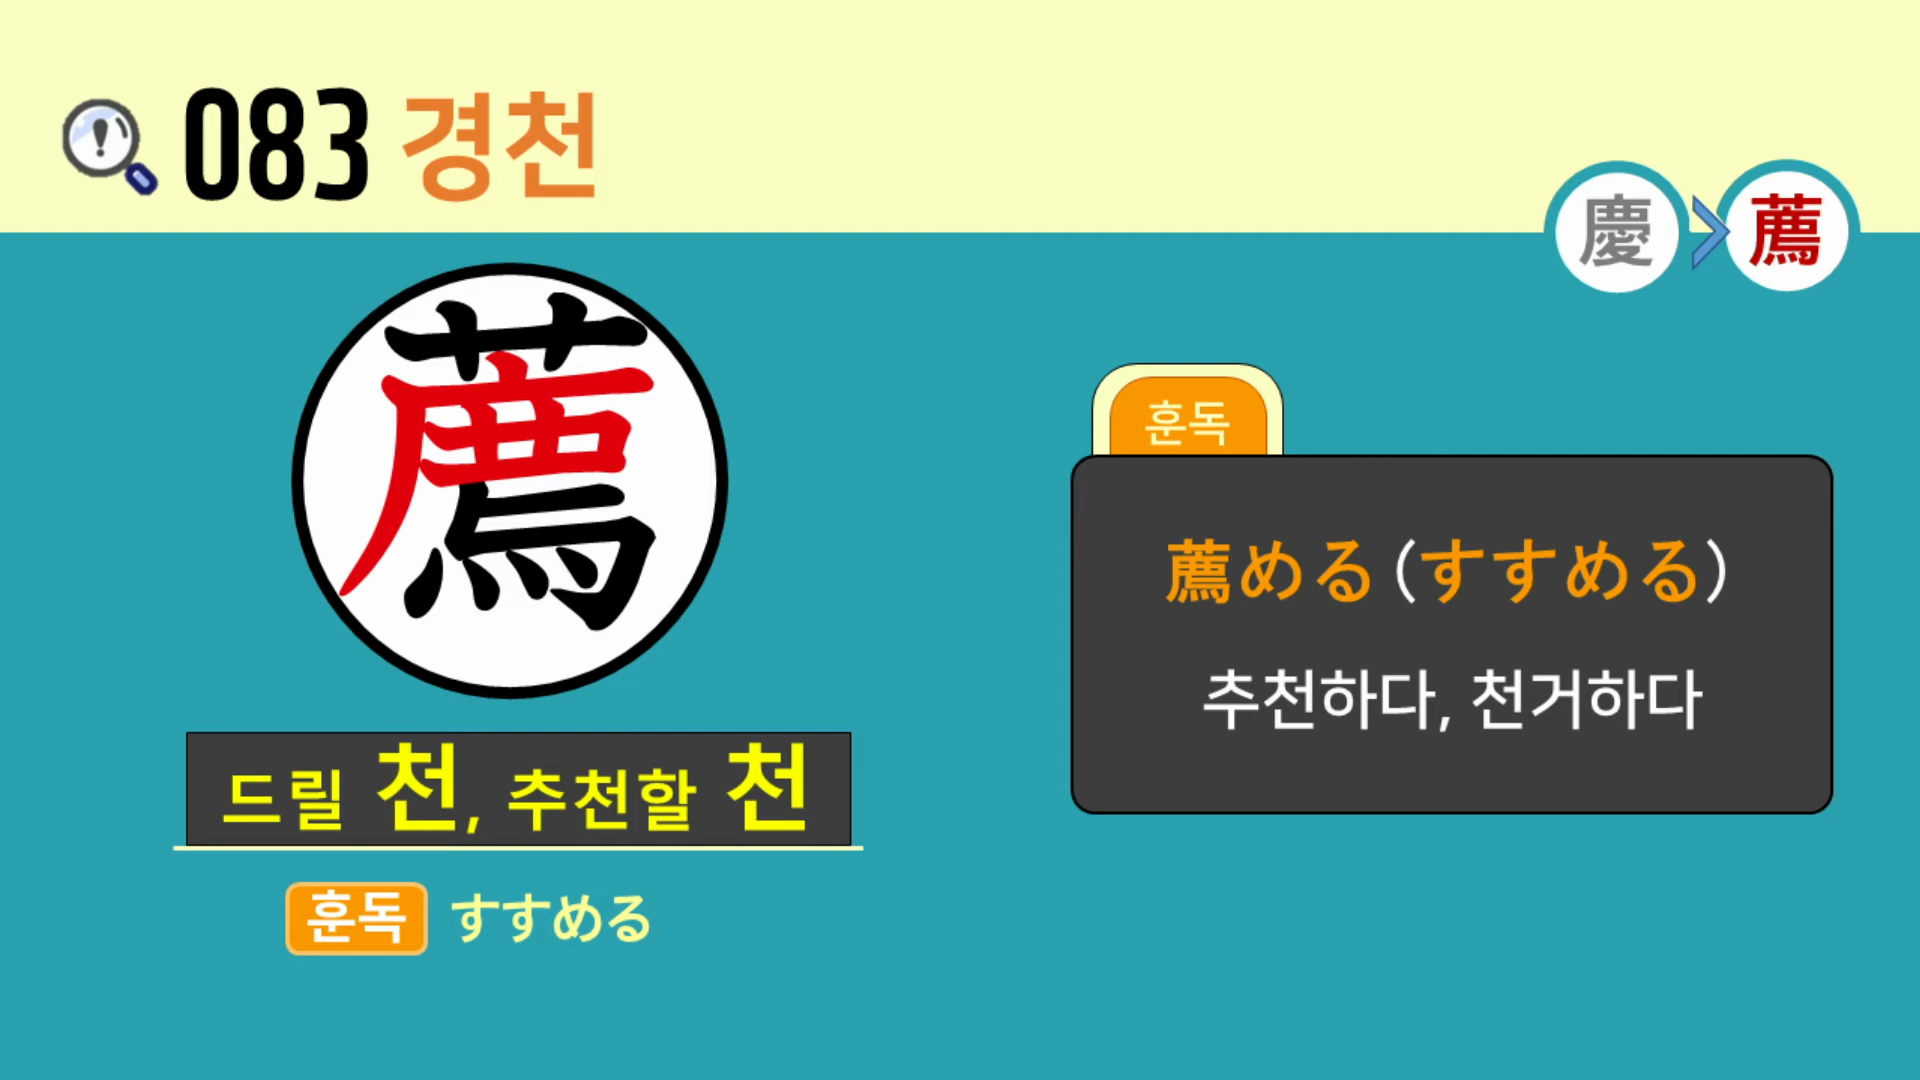 083 경천
慶 薦
薦
드릴 천, 추천할 천
훈독 すすめる
훈독
薦める (すすめる)
추천하다, 천거하다